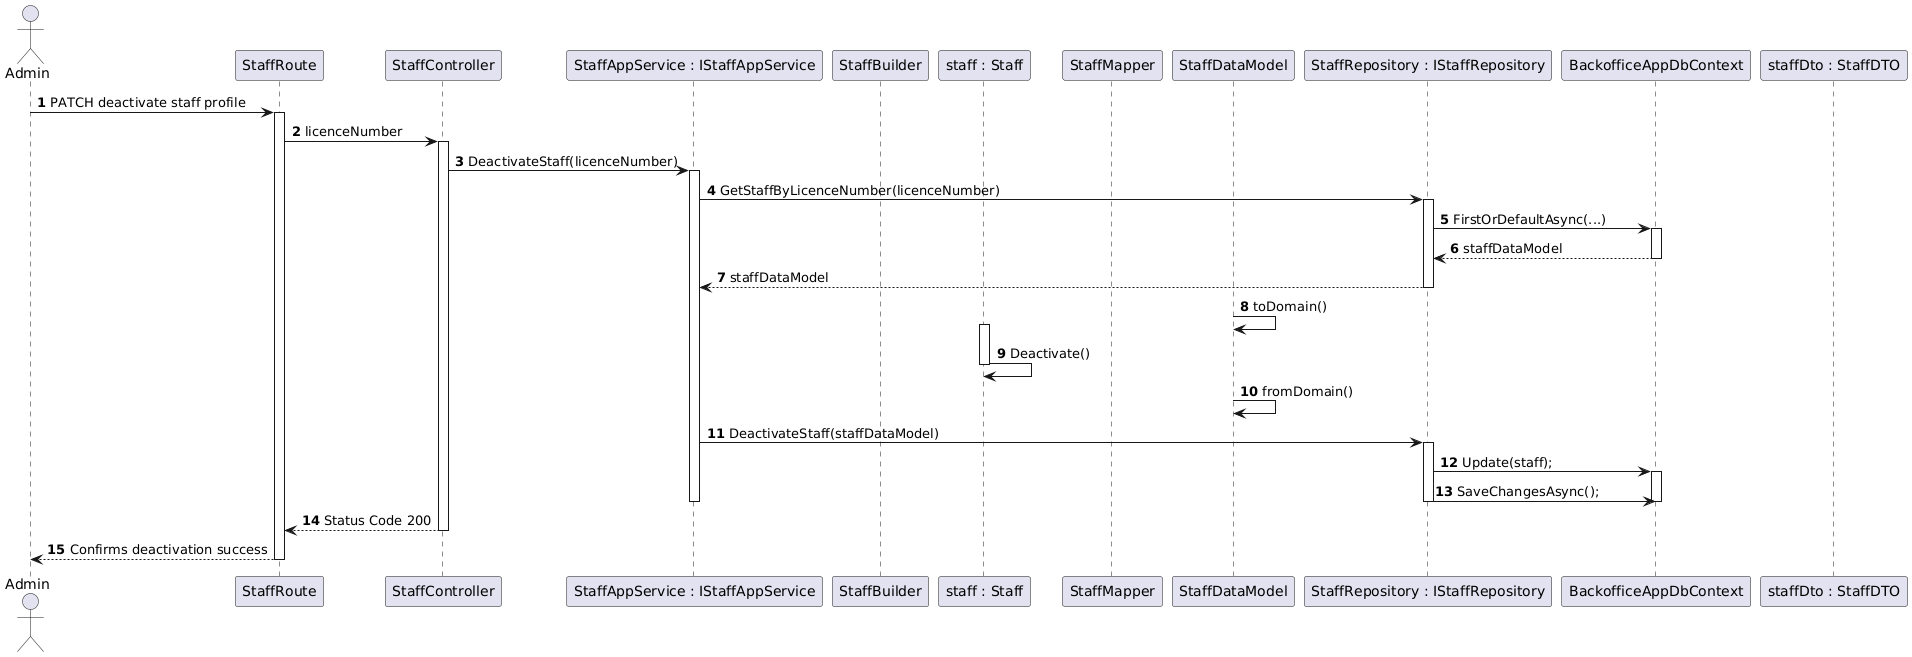 Admin
StaffRoute
StaffController
StaffAppService : IStaffAppService
StaffBuilder
staff : Staff
StaffMapper
StaffDataModel
StaffRepository : IStaffRepository
BackofficeAppDbContext
staffDto : StaffDTO
1 PATCH deactivate staff profile
2 licenceNumber
3 DeactivateStaff(licenceNumber)
4 GetStaffByLicenceNumber(licenceNumber)
5 FirstOrDefaultAsync(...)
6 staffDataModel
7 staffDataModel
8 toDomain()
9 Deactivate()
10 fromDomain()
11 DeactivateStaff(staffDataModel)
12 Update(staff);
13 SaveChangesAsync();
14 Status Code 200
15 Confirms deactivation success
Admin
StaffRoute
StaffController
StaffAppService : IStaffAppService
StaffBuilder
staff : Staff
StaffMapper
StaffDataModel
StaffRepository : IStaffRepository
BackofficeAppDbContext
staffDto : StaffDTO